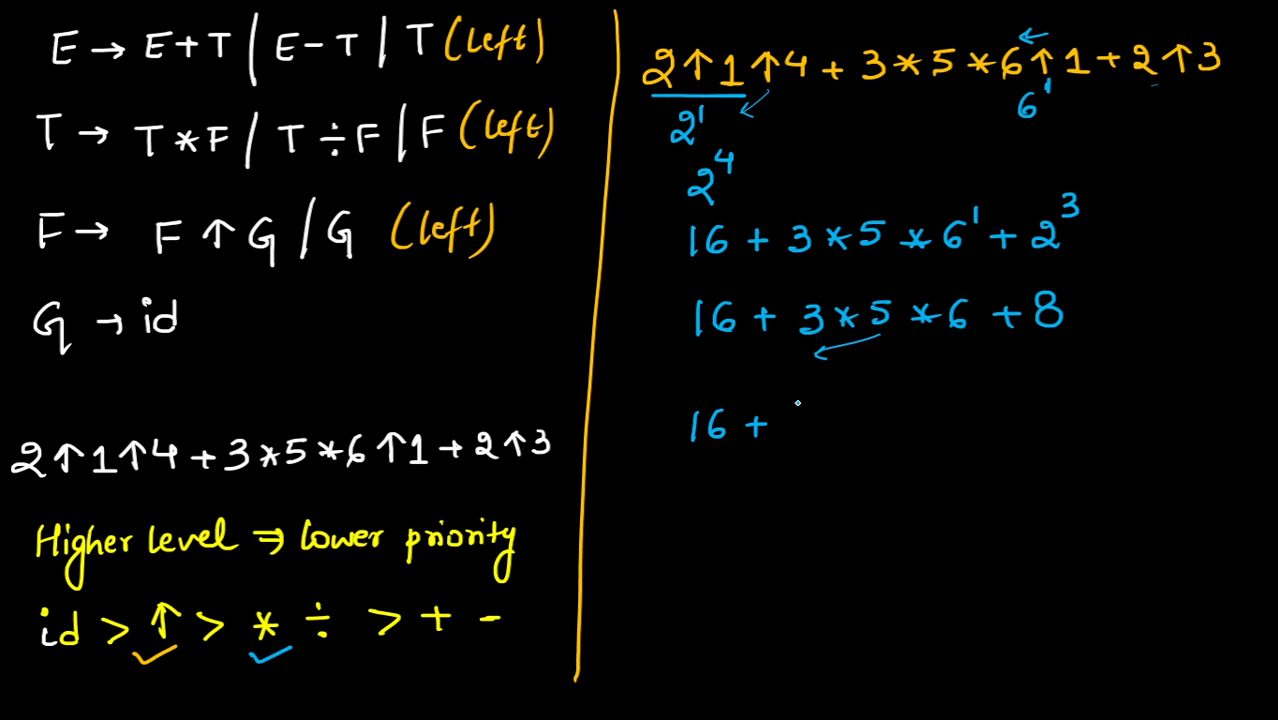 E → E + T | E - T | T (left)
T → T * F / T ÷ F | F (left)
F → F ↑ G / G (left)
G → id
2↑1↑4 + 3*5*6↑1 + 2↑3
Higher level ⇒ lower priority
id > ↑ > * ÷ > + -
2↑1↑4 + 3*5*6↑1 + 2↑3
2¹ 6¹
2⁴
16 + 3*5*6¹ + 2³
16 + 3*5*6 + 8
16 +